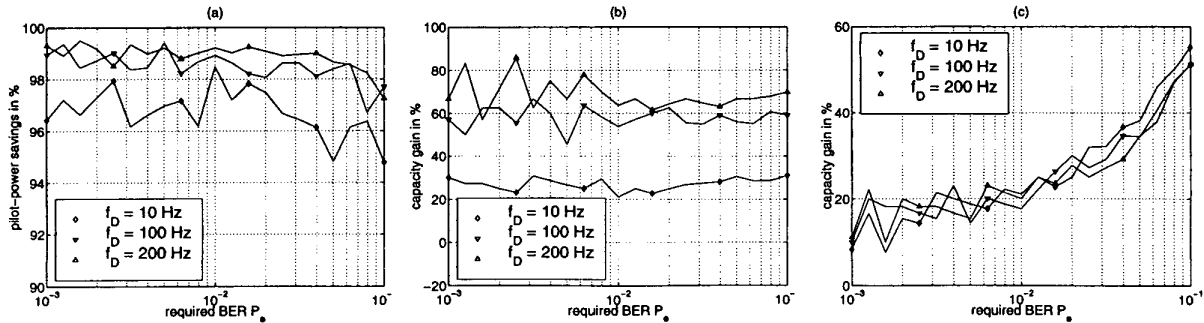 (a)
pilot-power savings in %
100
98
96
94
92
90
f_D = 10 Hz
f_D = 100 Hz
f_D = 200 Hz
10^-3
10^-2
10^-
required BER P_e
(b)
capacity gain in %
100
80
60
40
20
0
-20
f_D = 10 Hz
f_D = 100 Hz
f_D = 200 Hz
10^-3
10^-2
10^-1
required BER P_e
(c)
capacity gain in %
60
40
20
0
f_D = 10 Hz
f_D = 100 Hz
f_D = 200 Hz
10^-3
10^-2
10^-1
required BER P_e